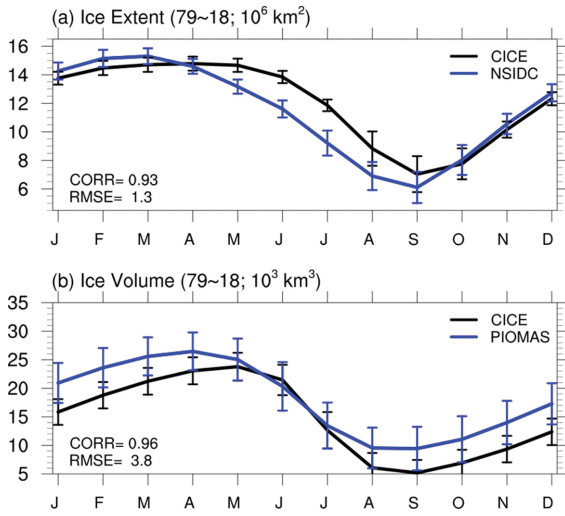 (a) Ice Extent (79~18; 10⁶ km²)
16
14
12
10
8
6
CICE
NSIDC
CORR= 0.93
RMSE= 1.3
J F M A M J J A S O N D
(b) Ice Volume (79~18; 10³ km³)
35
30
25
20
15
10
5
CICE
PIOMAS
CORR= 0.96
RMSE= 3.8
J F M A M J J A S O N D